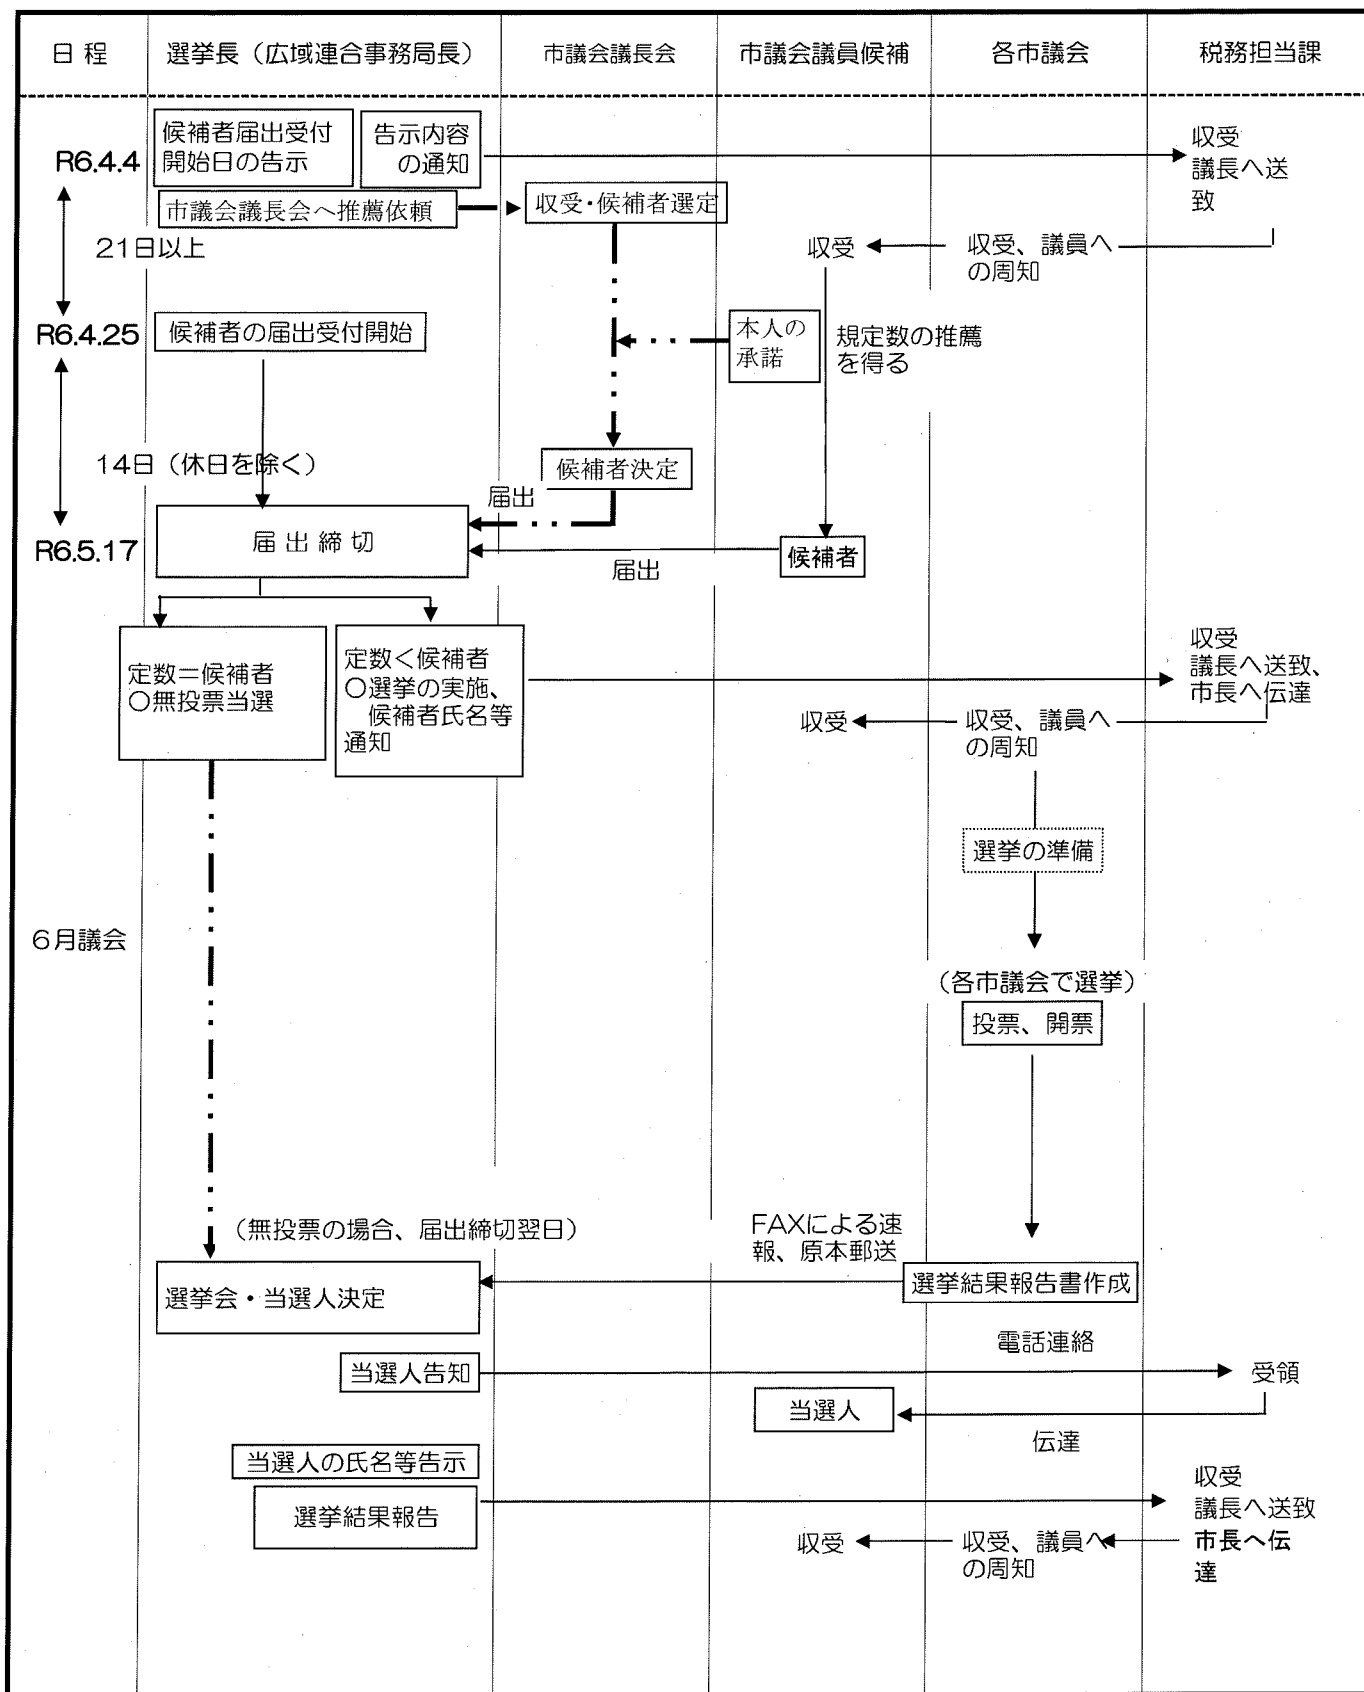 日 程
選挙長（広域連合事務局長）
市議会議長会
市議会議員候補
各市議会
税務担当課
R6.4.4
候補者届出受付
開始日の告示
告示内容
の通知
収受
議長へ送
致
市議会議長会へ推薦依頼
収受・候補者選定
21日以上
収受
収受、議員へ
の周知
R6.4.25
候補者の届出受付開始
本人の
承諾
規定数の推薦
を得る
14日（休日を除く）
候補者決定
届出
R6.5.17
届 出 締 切
届出
候補者
定数＝候補者
○無投票当選
定数＜候補者
○選挙の実施、
候補者氏名等
通知
収受
議長へ送致、
市長へ伝達
収受
収受、議員へ
の周知
選挙の準備
６月議会
（各市議会で選挙）
投票、開票
（無投票の場合、届出締切翌日）
FAXによる速
報、原本郵送
選挙会・当選人決定
選挙結果報告書作成
電話連絡
当選人告知
受領
当選人
伝達
当選人の氏名等告示
選挙結果報告
収受
議長へ送致
市長へ伝
達
収受
収受、議員へ
の周知